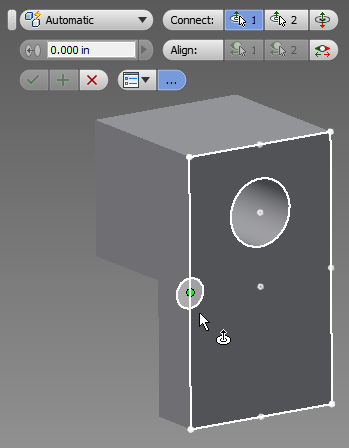 Automatic Connect: 1 2
0.000 in Align: 1 2
...